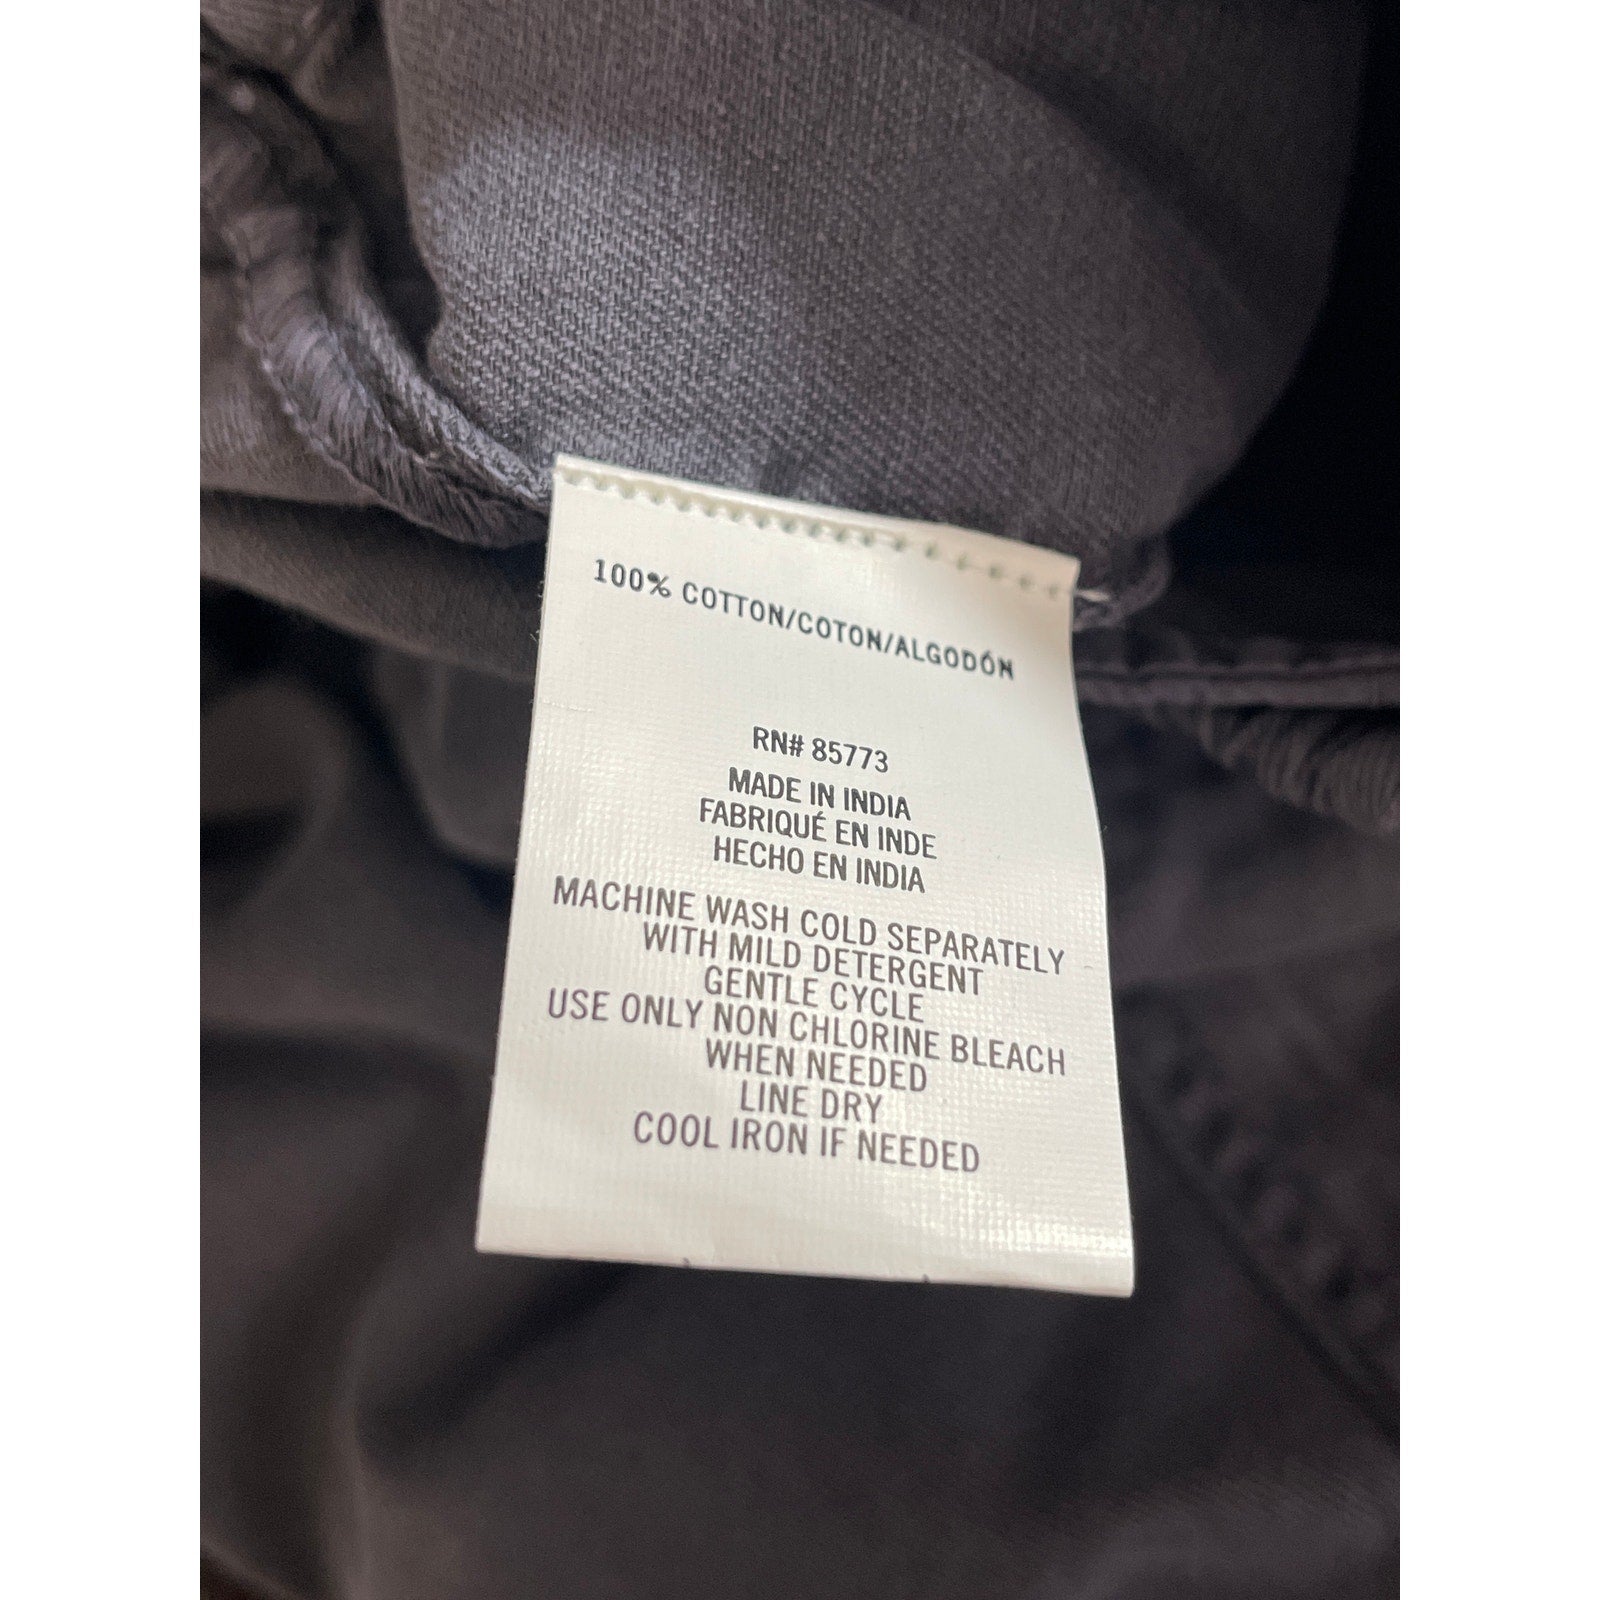 100% COTTON/COTON/ALGODÓN
RN# 85773
MADE IN INDIA
FABRIQUÉ EN INDE
HECHO EN INDIA
MACHINE WASH COLD SEPARATELY
WITH MILD DETERGENT
GENTLE CYCLE
USE ONLY NON CHLORINE BLEACH
WHEN NEEDED
LINE DRY
COOL IRON IF NEEDED